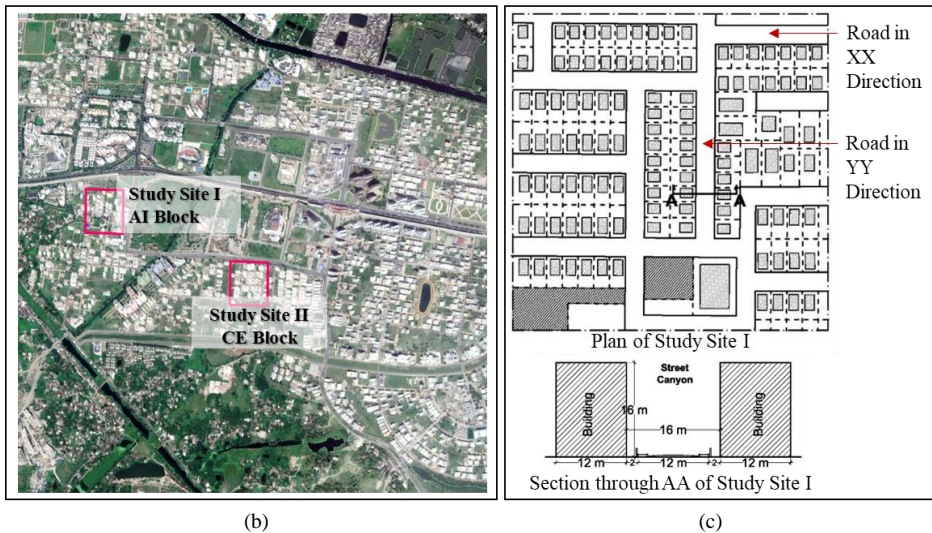 Study Site I
AI Block
Study Site II
CE Block
(b)
Road in
XX
Direction
Road in
YY
Direction
A A
Plan of Study Site I
Street
Canyon
16 m
Building
16 m
Building
12 m 2 12 m 2 12 m
Section through AA of Study Site I
(c)